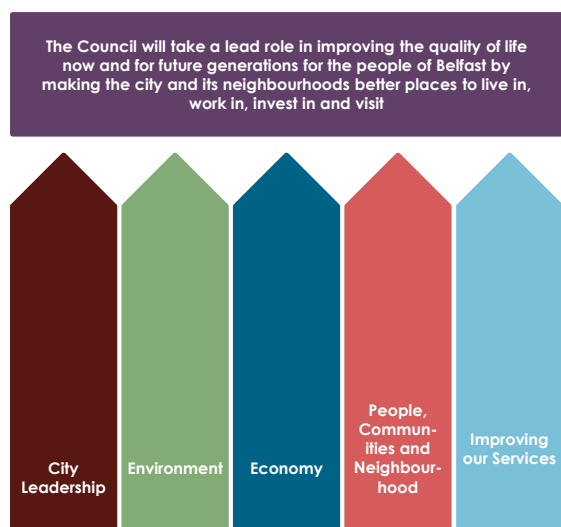 The Council will take a lead role in improving the quality of life
now and for future generations for the people of Belfast by
making the city and its neighbourhoods better places to live in,
work in, invest in and visit
City
Leadership
Environment
Economy
People,
Commun-
ities and
Neighbour-
hood
Improving
our Services